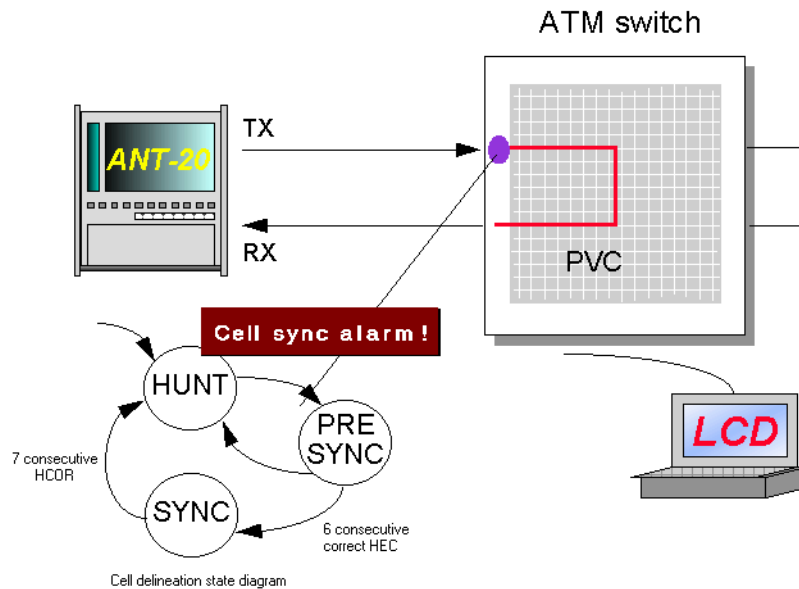 ATM switch
TX
ANT-20
RX
PVC
Cell sync alarm !
HUNT
PRE
SYNC
LCD
7 consecutive
HCOR
SYNC
6 consecutive
correct HEC
Cell delineation state diagram